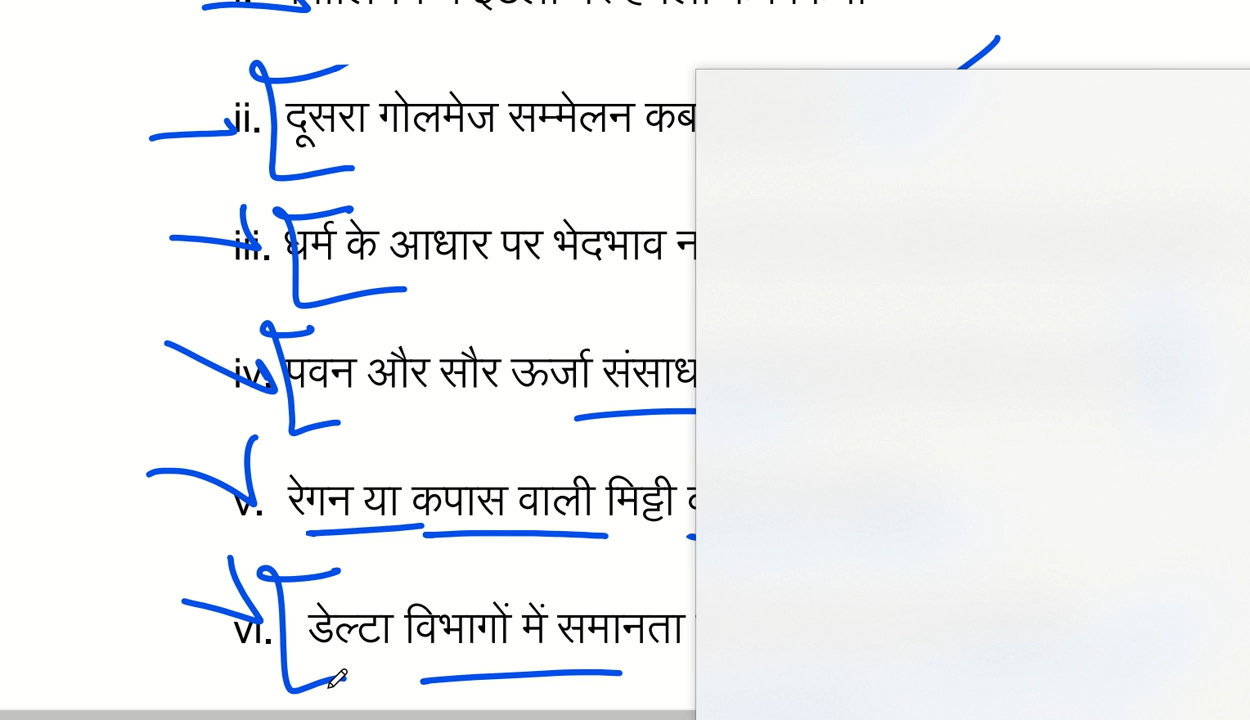 ii. दूसरा गोलमेज सम्मेलन कब
iii. धर्म के आधार पर भेदभाव न
iv. पवन और सौर ऊर्जा संसाध
v. रेगन या कपास वाली मिट्टी
vi. डेल्टा विभागों में समानता